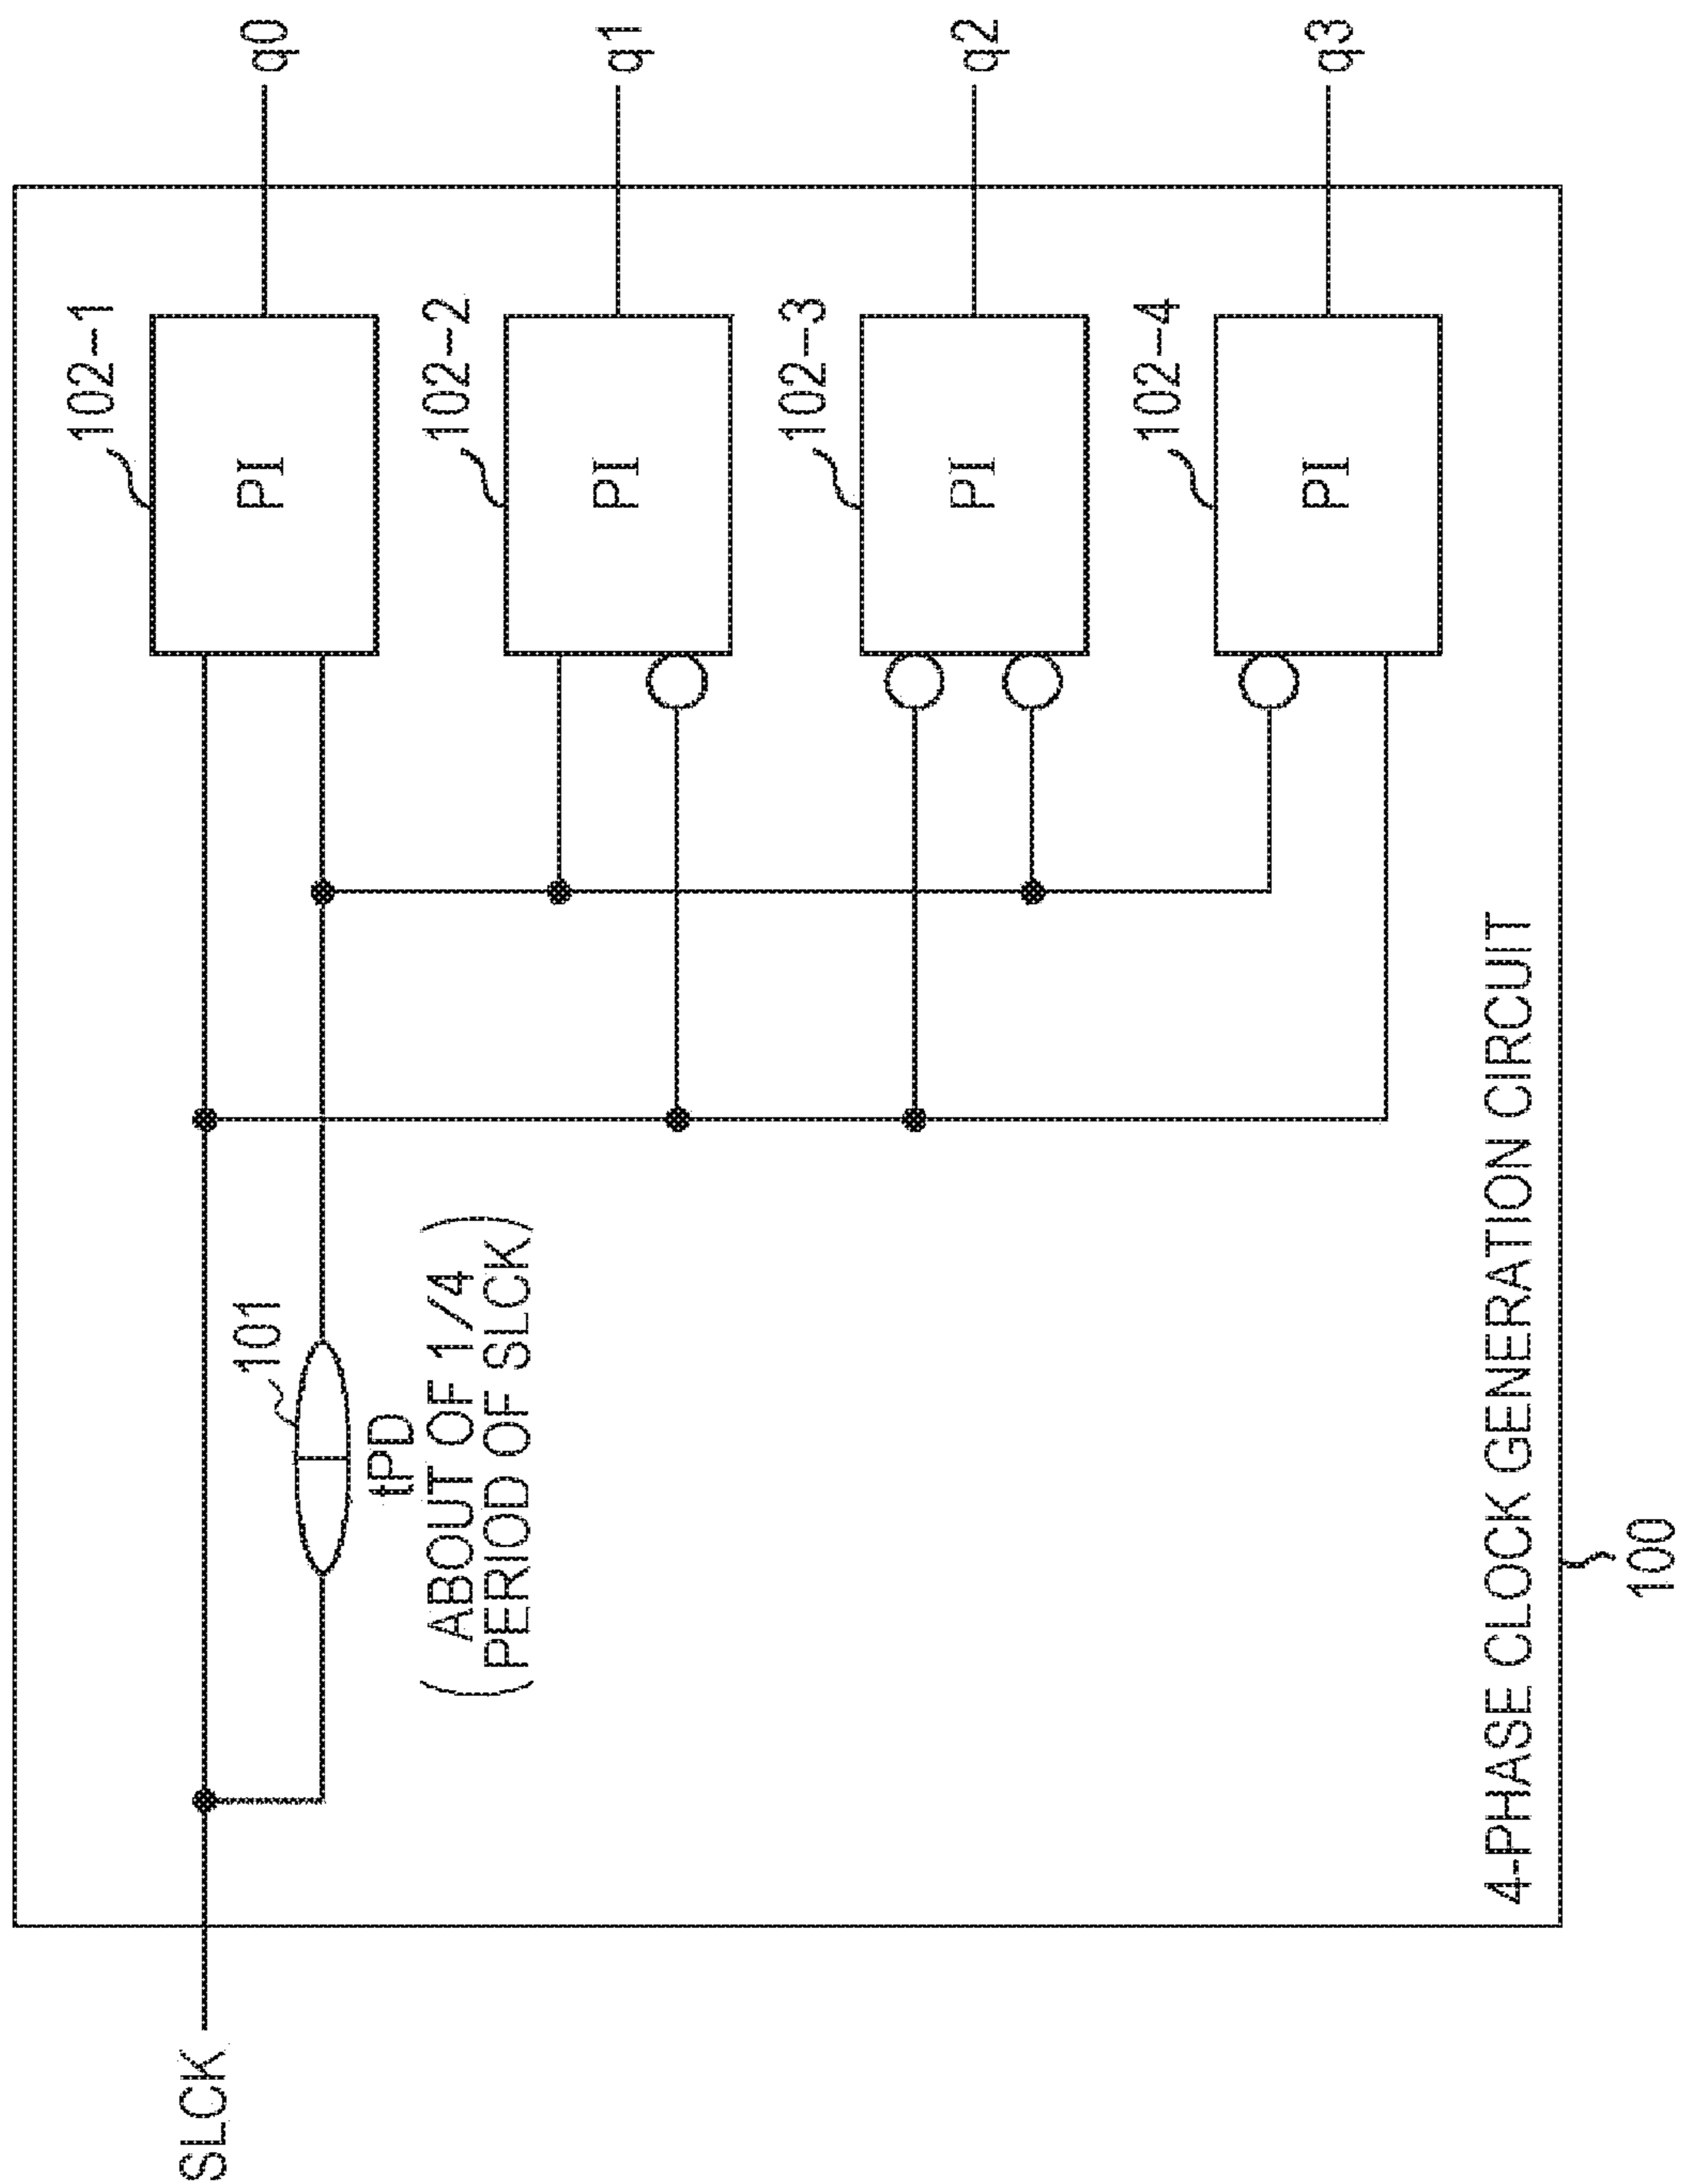 SLCK
101
tPD
( ABOUT OF 1/4 )
(PERIOD OF SLCK)
102-1
PI
q0
102-2
PI
q1
102-3
PI
q2
102-4
PI
q3
4-PHASE CLOCK GENERATION CIRCUIT
100